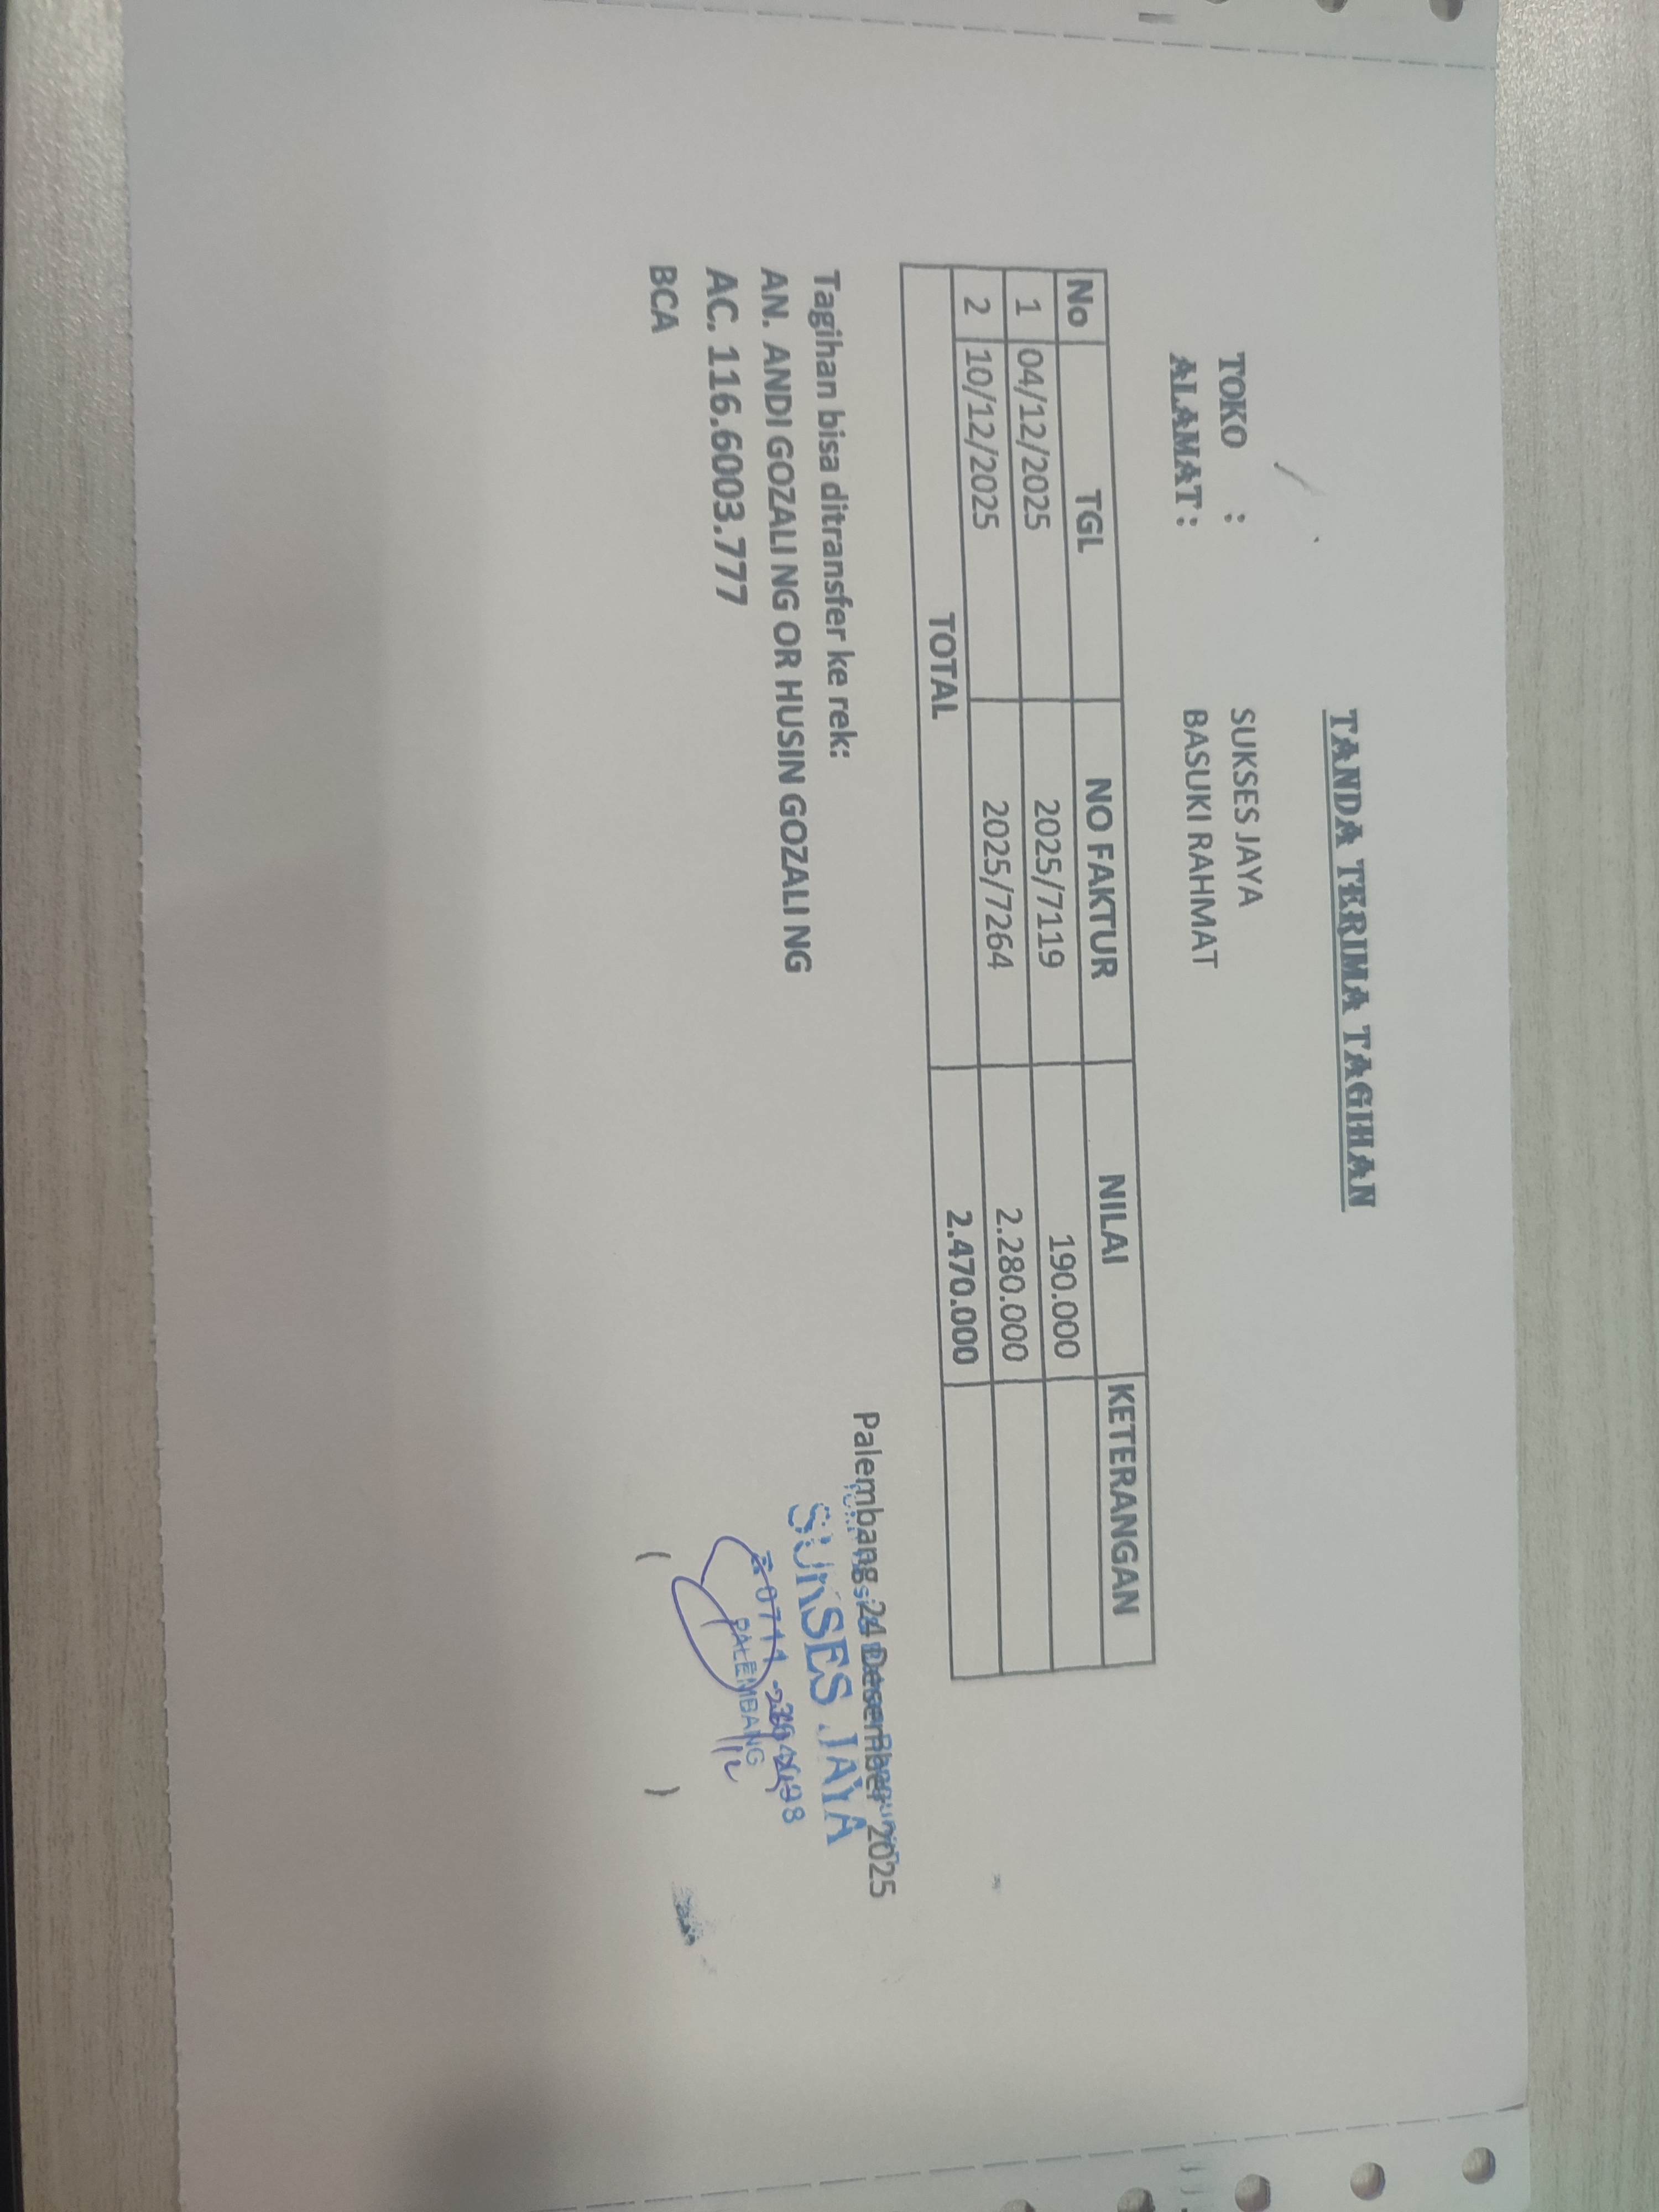 TANDA TERIMA TAGIHAN
TOKO : SUKSES JAYA
ALAMAT : BASUKI RAHMAT
No TGL NO FAKTUR NILAI KETERANGAN
1 04/12/2025 2025/7119 190.000
2 10/12/2025 2025/7264 2.280.000
TOTAL 2.470.000
Palembang, 24 Desember 2025
Tagihan bisa ditransfer ke rek:
AN. ANDI GOZALI NG OR HUSIN GOZALI NG
AC. 116.6003.777
BCA
SUKSES JAYA
PALEMBANG
( )